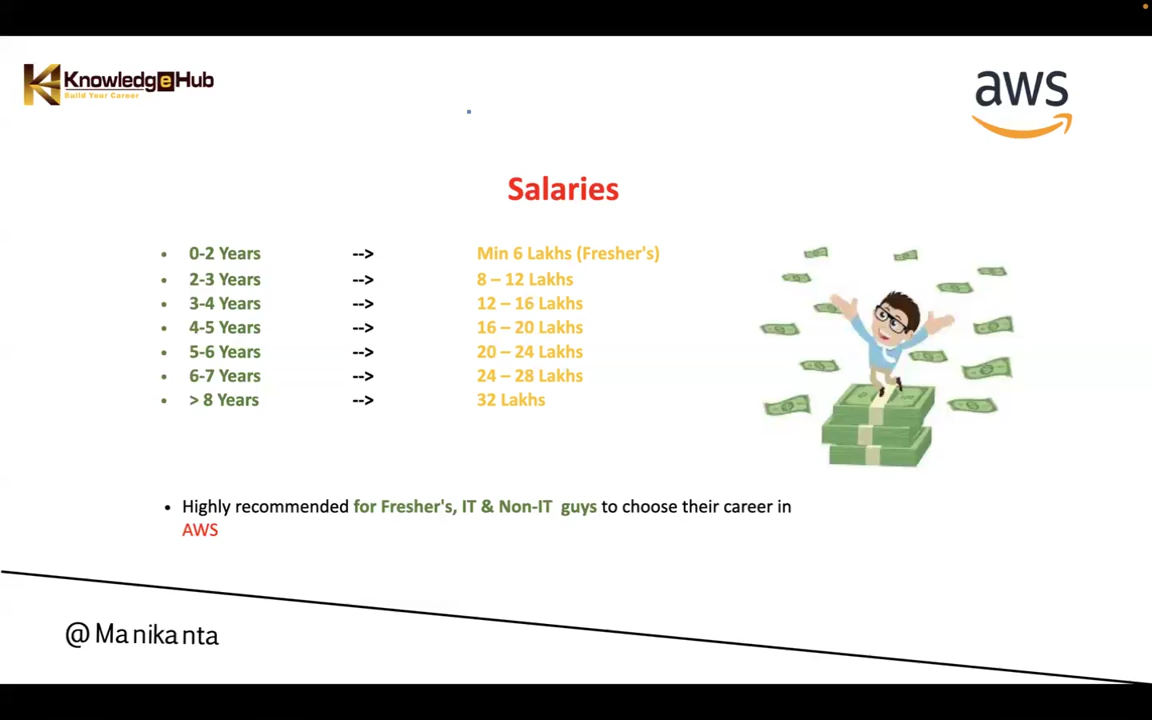 KnowledgeHub
Build Your Career
aws
Salaries
• 0-2 Years --> Min 6 Lakhs (Fresher's)
• 2-3 Years --> 8 – 12 Lakhs
• 3-4 Years --> 12 – 16 Lakhs
• 4-5 Years --> 16 – 20 Lakhs
• 5-6 Years --> 20 – 24 Lakhs
• 6-7 Years --> 24 – 28 Lakhs
• > 8 Years --> 32 Lakhs
• Highly recommended for Fresher's, IT & Non-IT guys to choose their career in
AWS
@Manikanta